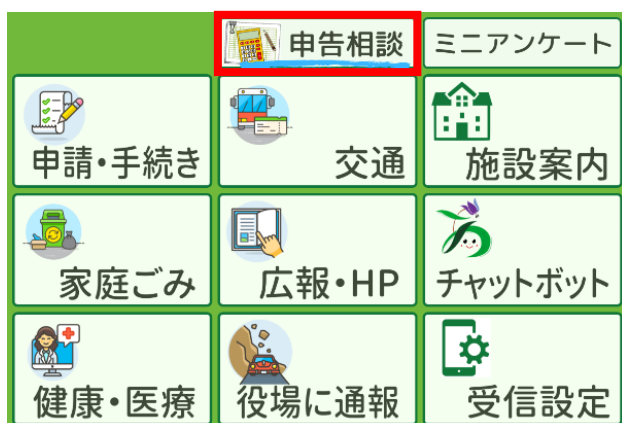 申告相談
ミニアンケート
申請・手続き
交通
施設案内
家庭ごみ
広報・HP
チャットボット
健康・医療
役場に通報
受信設定